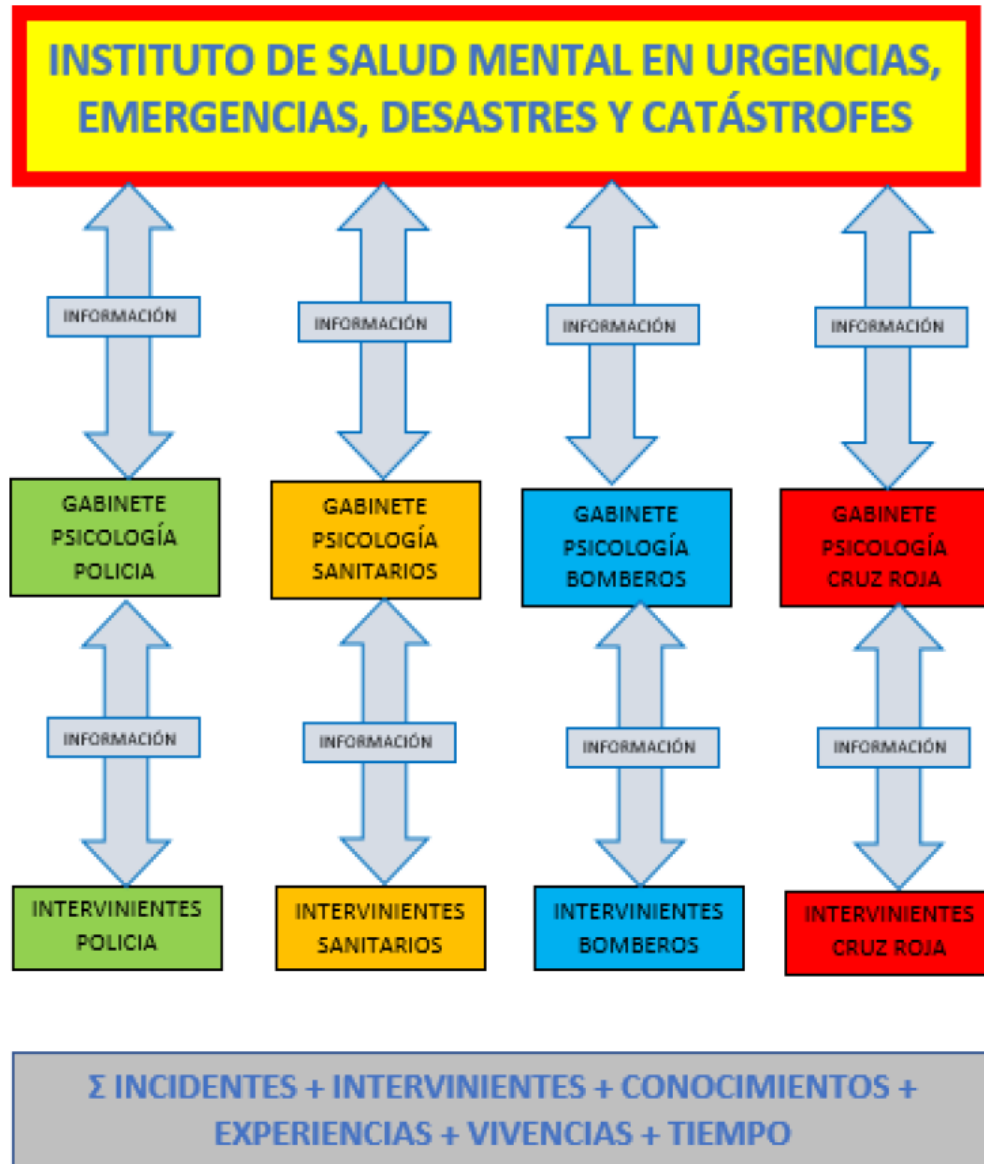 INSTITUTO DE SALUD MENTAL EN URGENCIAS,
EMERGENCIAS, DESASTRES Y CATÁSTROFES
INFORMACIÓN
INFORMACIÓN
INFORMACIÓN
INFORMACIÓN
GABINETE
PSICOLOGÍA
POLICIA
GABINETE
PSICOLOGÍA
SANITARIOS
GABINETE
PSICOLOGÍA
BOMBEROS
GABINETE
PSICOLOGÍA
CRUZ ROJA
INFORMACIÓN
INFORMACIÓN
INFORMACIÓN
INFORMACIÓN
INTERVINIENTES
POLICIA
INTERVINIENTES
SANITARIOS
INTERVINIENTES
BOMBEROS
INTERVINIENTES
CRUZ ROJA
Σ INCIDENTES + INTERVINIENTES + CONOCIMIENTOS +
EXPERIENCIAS + VIVENCIAS + TIEMPO